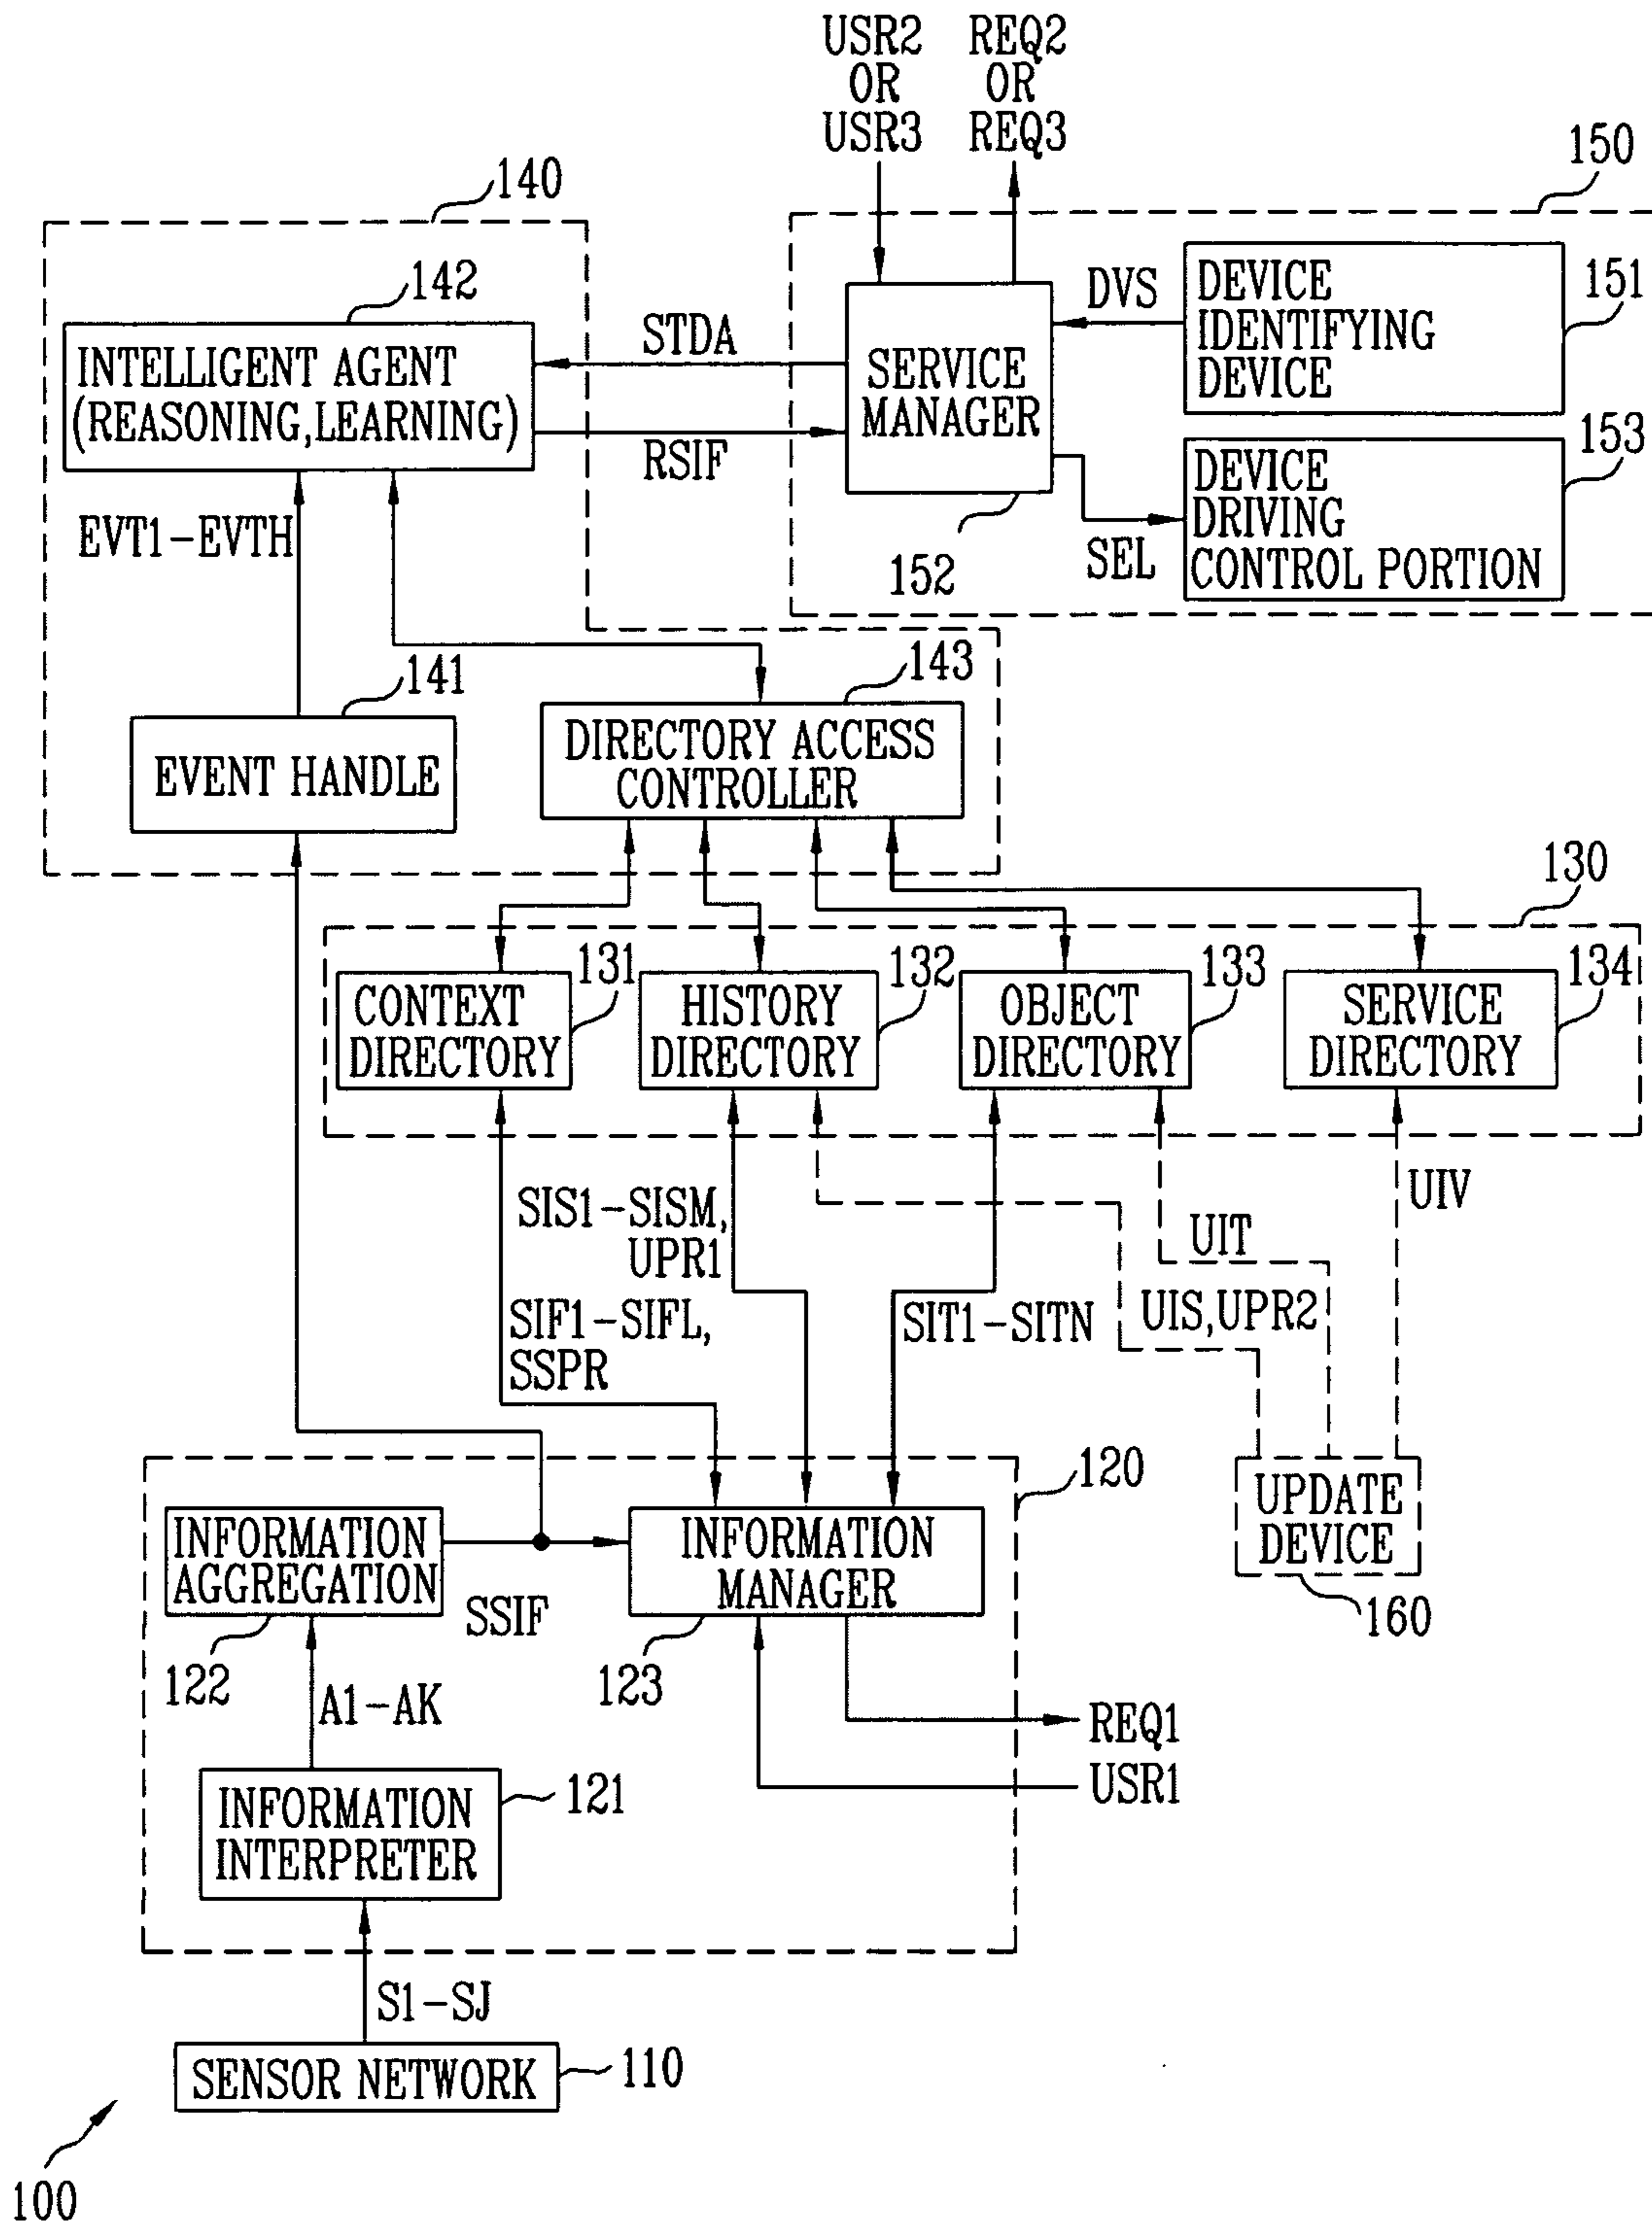 USR2
OR
USR3
REQ2
OR
REQ3
150
140
142
INTELLIGENT AGENT
(REASONING,LEARNING)
STDA
RSIF
SERVICE
MANAGER
152
DVS
DEVICE
IDENTIFYING
DEVICE
151
153
DEVICE
DRIVING
CONTROL PORTION
SEL
EVT1-EVTH
141
EVENT HANDLE
143
DIRECTORY ACCESS
CONTROLLER
130
CONTEXT
DIRECTORY
131
HISTORY
DIRECTORY
132
OBJECT
DIRECTORY
133
SERVICE
DIRECTORY
134
SIS1-SISM,
UPR1
UIV
UIT
SIF1-SIFL,
SSPR
SIT1-SITN
UIS,UPR2
120
INFORMATION
AGGREGATION
122
SSIF
INFORMATION
MANAGER
123
UPDATE
DEVICE
160
A1-AK
REQ1
USR1
INFORMATION
INTERPRETER
121
S1-SJ
SENSOR NETWORK
110
100